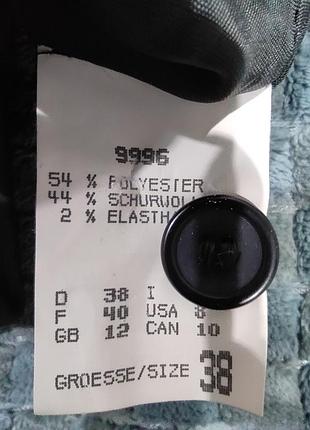 9996
54 % POLYESTER
44 % SCHURWOLL
2 % ELASTH
D 38 I
F 40 USA 8
GB 12 CAN 10
GROESSE/SIZE 38